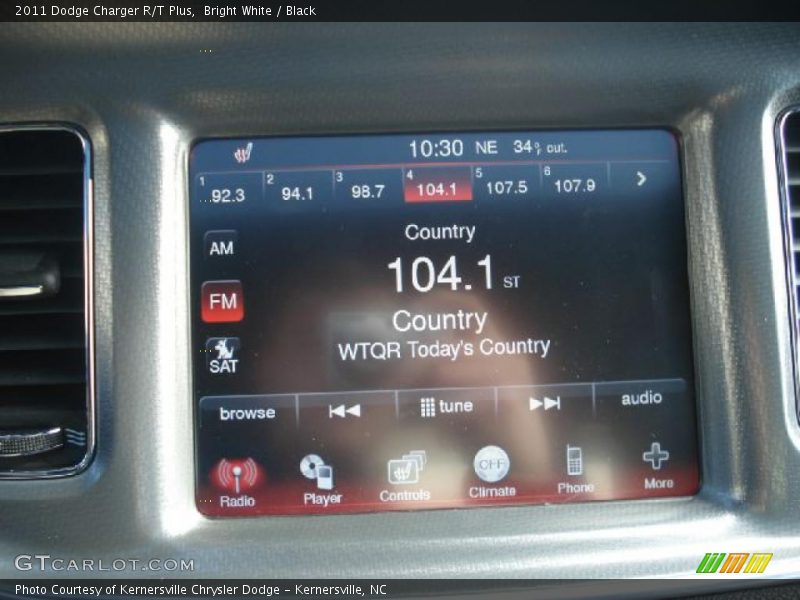 2011 Dodge Charger R/T Plus,  Bright White / Black
10:30 NE 34°F out.
1 92.3 2 94.1 3 98.7 4 104.1 5 107.5 6 107.9
AM
Country
104.1 ST
FM
Country
WTQR Today's Country
SAT
browse tune audio
Radio Player Controls OFF Climate Phone More
GTCARLOT.COM
Photo Courtesy of Kernersville Chrysler Dodge – Kernersville, NC